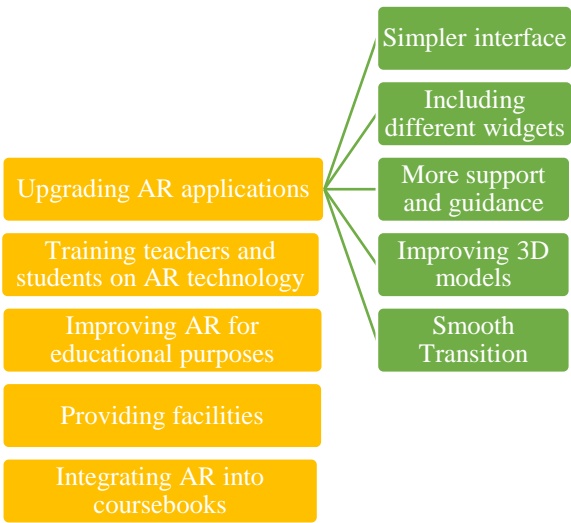 Upgrading AR applications
Training teachers and
students on AR technology
Improving AR for
educational purposes
Providing facilities
Integrating AR into
coursebooks
Simpler interface
Including
different widgets
More support
and guidance
Improving 3D
models
Smooth
Transition